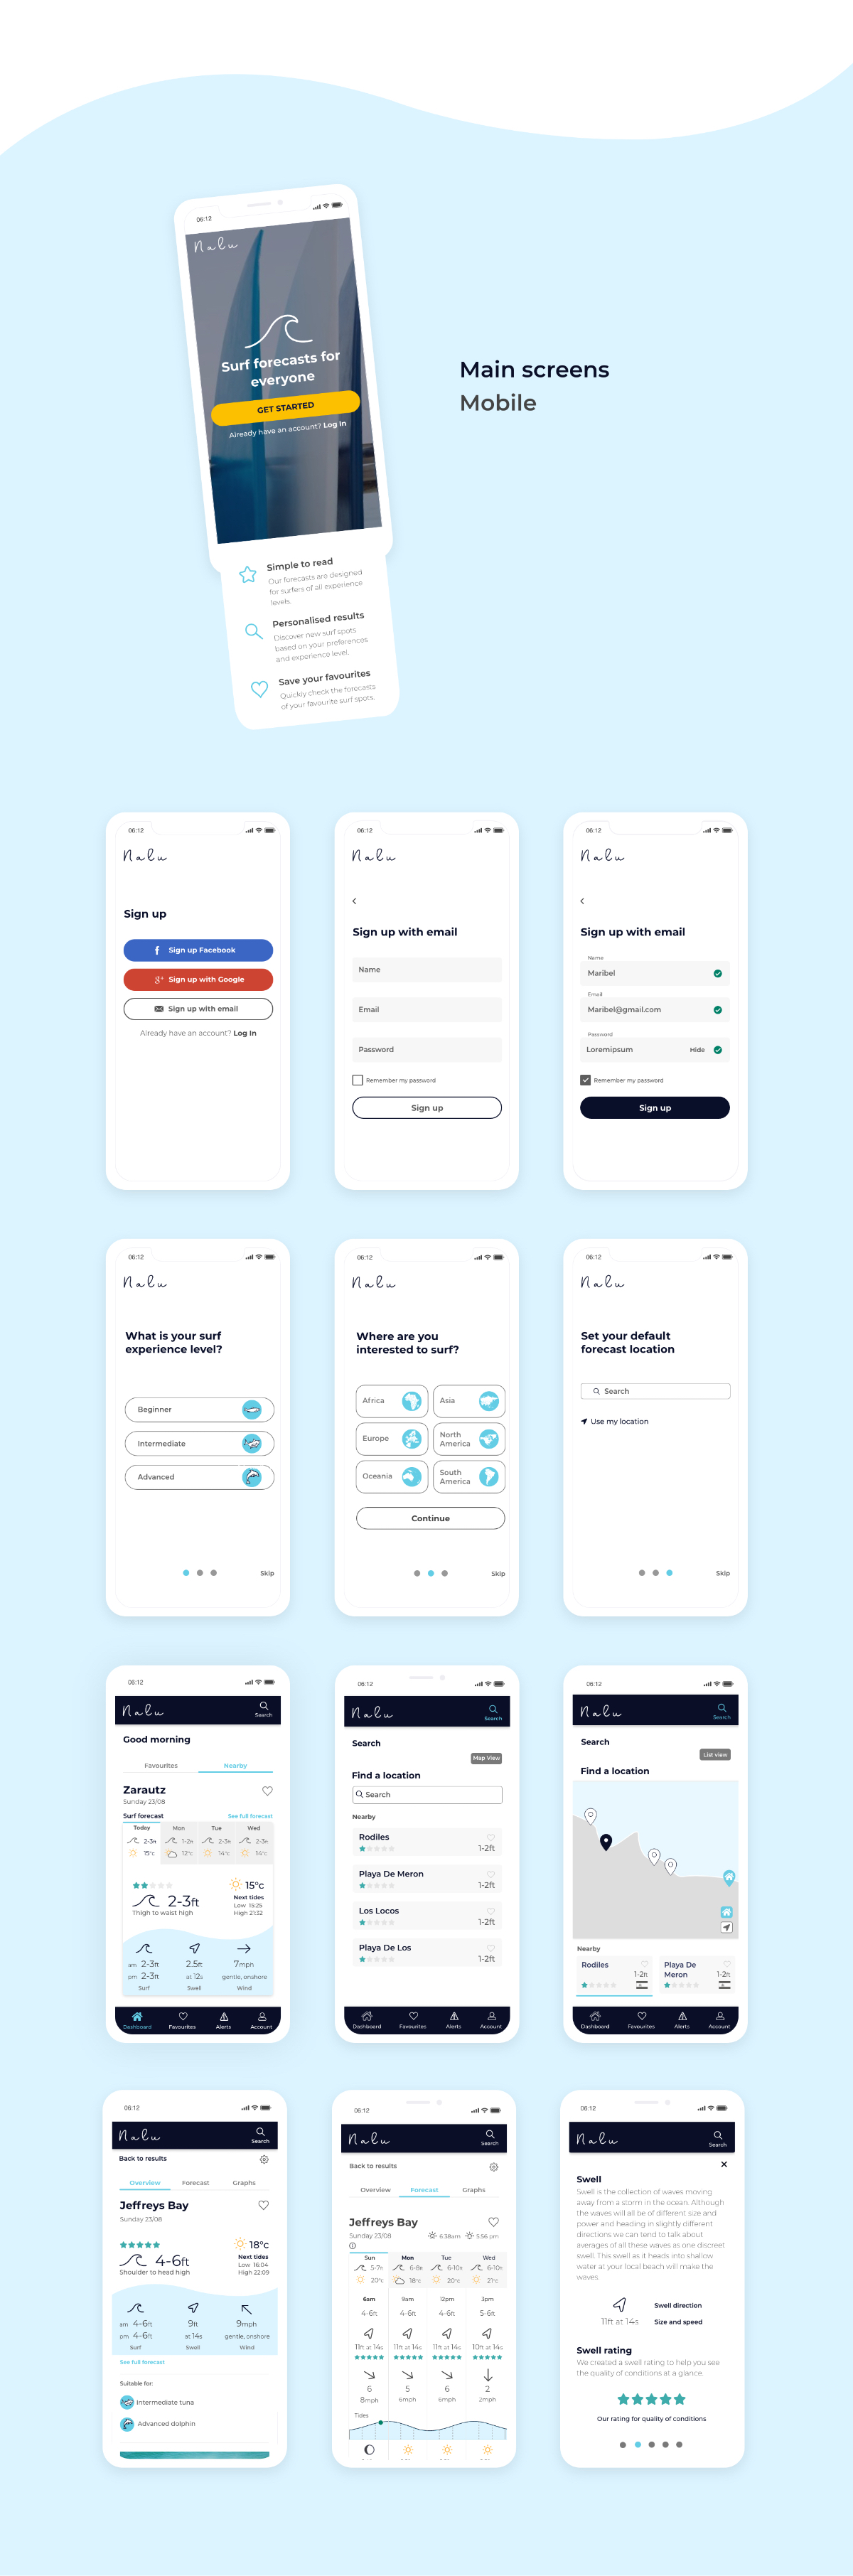 06:12
Nalu
Surf forecasts for
everyone
GET STARTED
Already have an account? Log In
Main screens
Mobile
Simple to read
Our forecasts are designed
for surfers of all experience
levels.
Personalised results
Discover new surf spots
based on your preferences
and experience level.
Save your favourites
Quickly check the forecasts
of your favourite surf spots.
06:12
Nalu
Sign up
Sign up Facebook
Sign up with Google
Sign up with email
Already have an account? Log In
06:12
Nalu
Sign up with email
Name
Email
Password
Remember my password
Sign up
06:12
Nalu
Sign up with email
Name
Maribel
Email
Maribel@gmail.com
Password
Loremipsum Hide
Remember my password
Sign up
06:12
Nalu
What is your surf
experience level?
Beginner
Intermediate
Advanced
Skip
06:12
Nalu
Where are you
interested to surf?
Africa
Asia
Europe
North
America
Oceania
South
America
Continue
Skip
06:12
Nalu
Set your default
forecast location
Search
Use my location
Skip
06:12
Nalu
Search
Good morning
Favourites Nearby
Zarautz
Sunday 23/08
Surf forecast See full forecast
Today Mon Tue Wed
2-3ft 1-2ft 2-3ft 2-3ft
15°c 12°c 14°c 14°c
15°c
2-3ft
Thigh to waist high
Next tides
Low 15:25
High 21:32
am 2-3ft 2.5ft 7mph
pm 2-3ft at 12s gentle, onshore
Surf Swell Wind
Dashboard Favourites Alerts Account
06:12
Nalu
Search
Search
Map View
Find a location
Search
Nearby
Rodiles
1-2ft
Playa De Meron
1-2ft
Los Locos
1-2ft
Playa De Los
1-2ft
Dashboard Favourites Alerts Account
06:12
Nalu
Search
Search
List view
Find a location
Nearby
Rodiles
1-2ft
Playa De
Meron
1-2ft
Dashboard Favourites Alerts Account
06:12
Nalu
Search
Back to results
Overview Forecast Graphs
Jeffreys Bay
Sunday 23/08
18°c
4-6ft
Shoulder to head high
Next tides
Low 16:04
High 22:09
am 4-6ft 9ft 9mph
pm 4-6ft at 14s gentle, onshore
Surf Swell Wind
See full forecast
Suitable for:
Intermediate tuna
Advanced dolphin
06:12
Nalu
Search
Back to results
Overview Forecast Graphs
Jeffreys Bay
Sunday 23/08 6:38am 5:56 pm
Sun Mon Tue Wed
5-7ft 6-8ft 6-10ft 6-10ft
20°c 18°c 20°c 21°c
6am 9am 12pm 3pm
4-6ft 4-6ft 4-6ft 5-6ft
11ft at 14s 11ft at 14s 11ft at 14s 10ft at 14s
6 5 6 2
8mph 6mph 6mph 2mph
Tides
06:12
Nalu
Search
Swell
Swell is the collection of waves moving
away from a storm in the ocean. Although
the waves will all be of different size and
power and heading in slightly different
directions we can tend to talk about
averages of all these waves as one discreet
swell. This swell as it heads into shallow
water at your local beach will make the
waves.
Swell direction
11ft at 14s Size and speed
Swell rating
We created a swell rating to help you see
the quality of conditions at a glance.
Our rating for quality of conditions